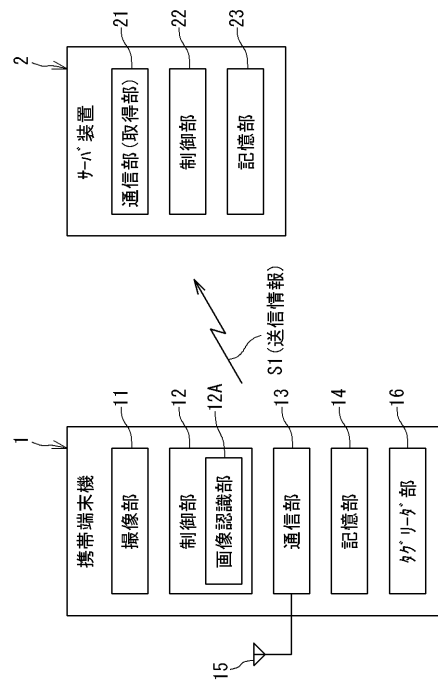 1
携帯端末機
撮像部
11
制御部
12
画像認識部
12A
通信部
13
記憶部
14
15
ﾀｸﾞﾘｰﾀﾞ部
16
S1(送信情報)
2
ｻｰﾊﾞ装置
通信部(取得部)
21
制御部
22
記憶部
23